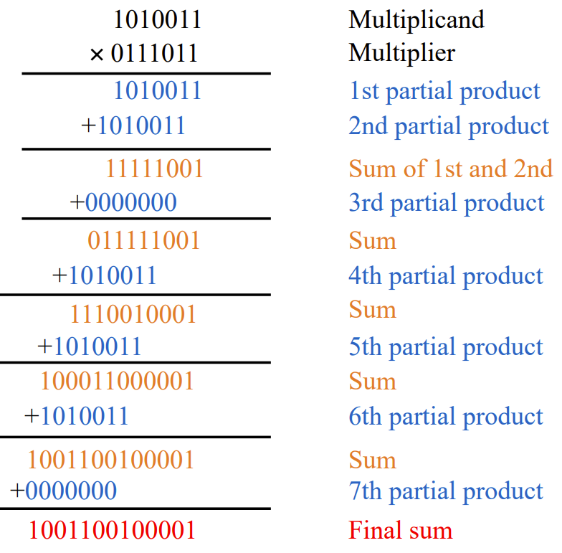 1010011 Multiplicand
× 0111011 Multiplier
1010011 1st partial product
+1010011 2nd partial product
11111001 Sum of 1st and 2nd
+0000000 3rd partial product
011111001 Sum
+1010011 4th partial product
1110010001 Sum
+1010011 5th partial product
100011000001 Sum
+1010011 6th partial product
1001100100001 Sum
+0000000 7th partial product
1001100100001 Final sum